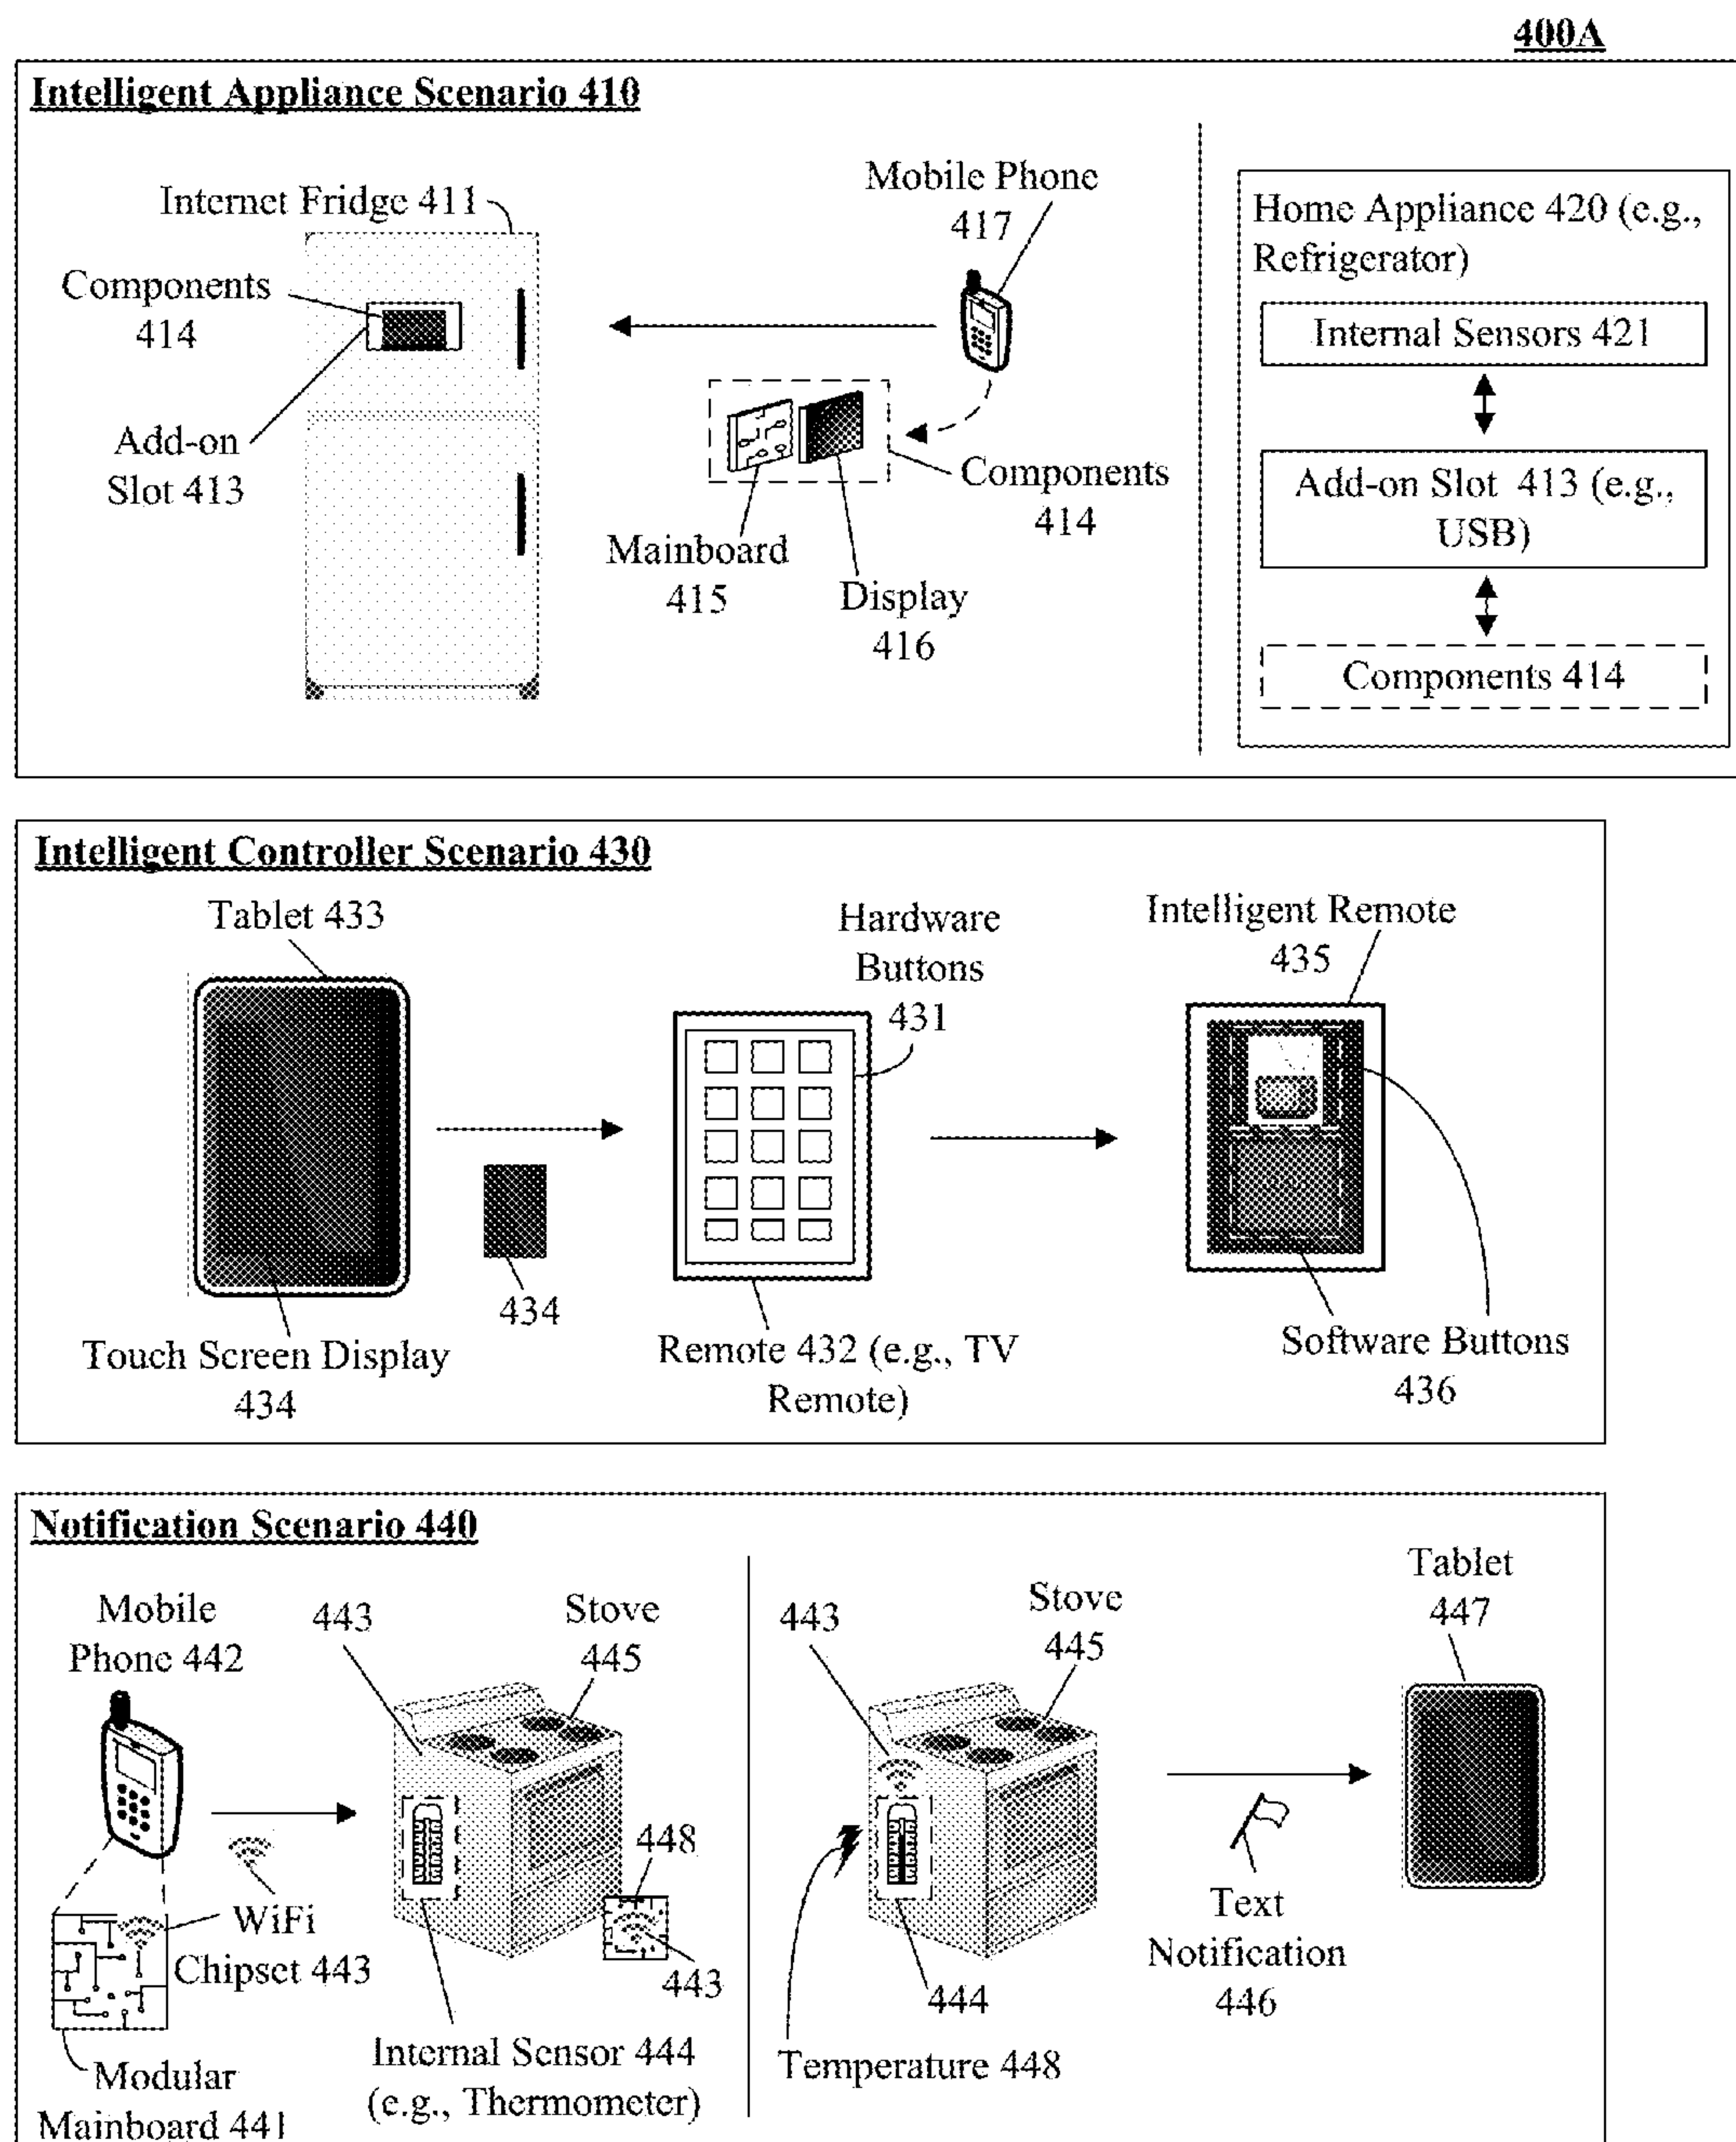 400A
Intelligent Appliance Scenario 410
Internet Fridge 411
Components
414
Add-on
Slot 413
Mobile Phone
417
Mainboard
415
Display
416
Components
414
Home Appliance 420 (e.g.,
Refrigerator)
Internal Sensors 421
Add-on Slot 413 (e.g.,
USB)
Components 414
Intelligent Controller Scenario 430
Tablet 433
Touch Screen Display
434
434
Hardware
Buttons
431
Remote 432 (e.g., TV
Remote)
Intelligent Remote
435
Software Buttons
436
Notification Scenario 440
Mobile
Phone 442
WiFi
Chipset 443
Modular
Mainboard 441
443
Stove
445
448
443
Internal Sensor 444
(e.g., Thermometer)
443
Stove
445
444
Temperature 448
Text
Notification
446
Tablet
447